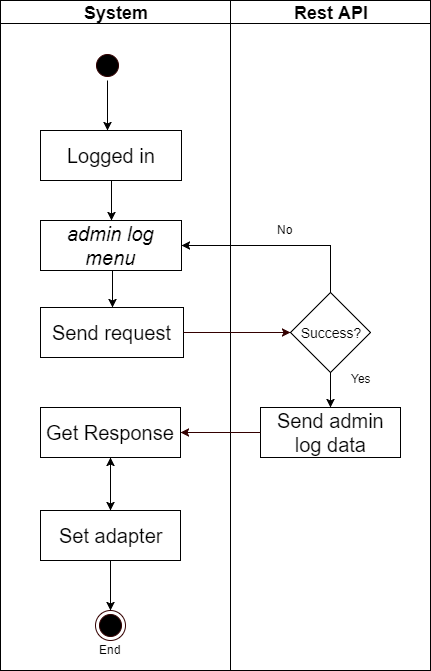 System
Rest API
Logged in
admin log
menu
No
Send request
Success?
Yes
Get Response
Send admin
log data
Set adapter
End